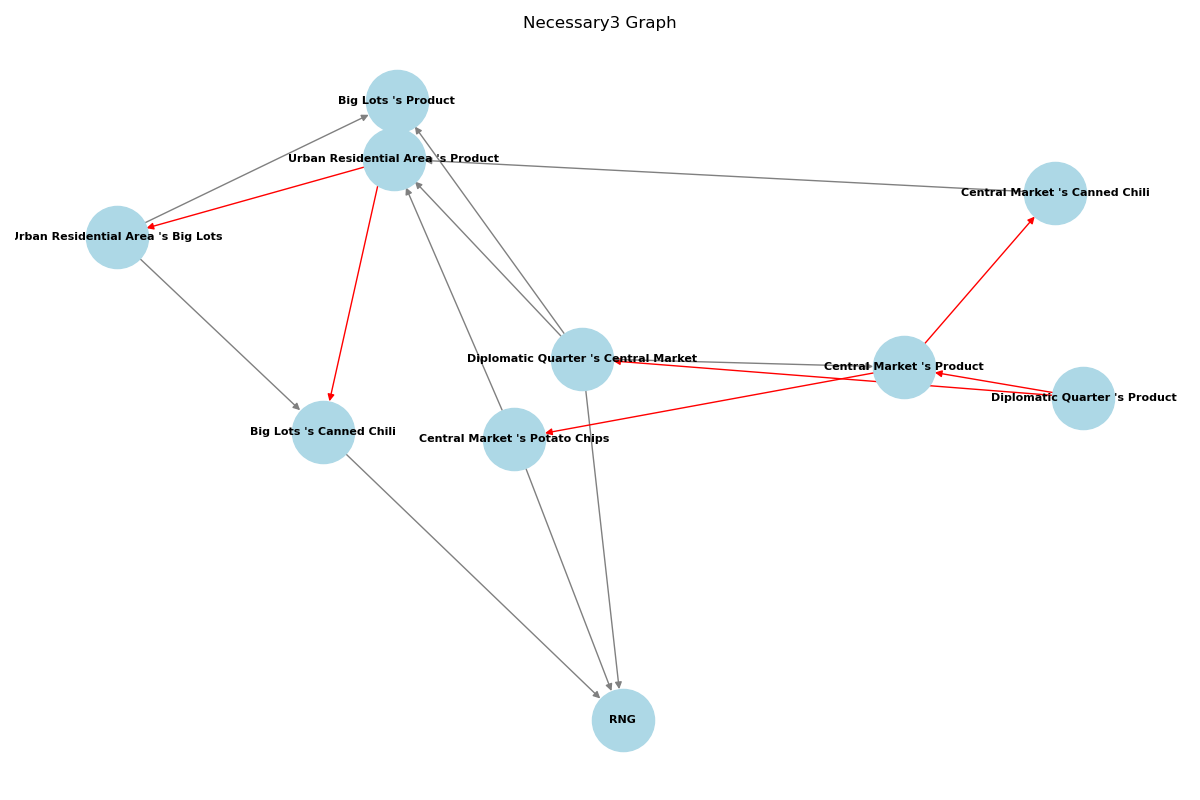 Necessary3 Graph
Big Lots 's Product
Urban Residential Area 's Product
Central Market 's Canned Chili
Urban Residential Area 's Big Lots
Diplomatic Quarter 's Central Market
Central Market 's Product
Diplomatic Quarter 's Product
Big Lots 's Canned Chili
Central Market 's Potato Chips
RNG